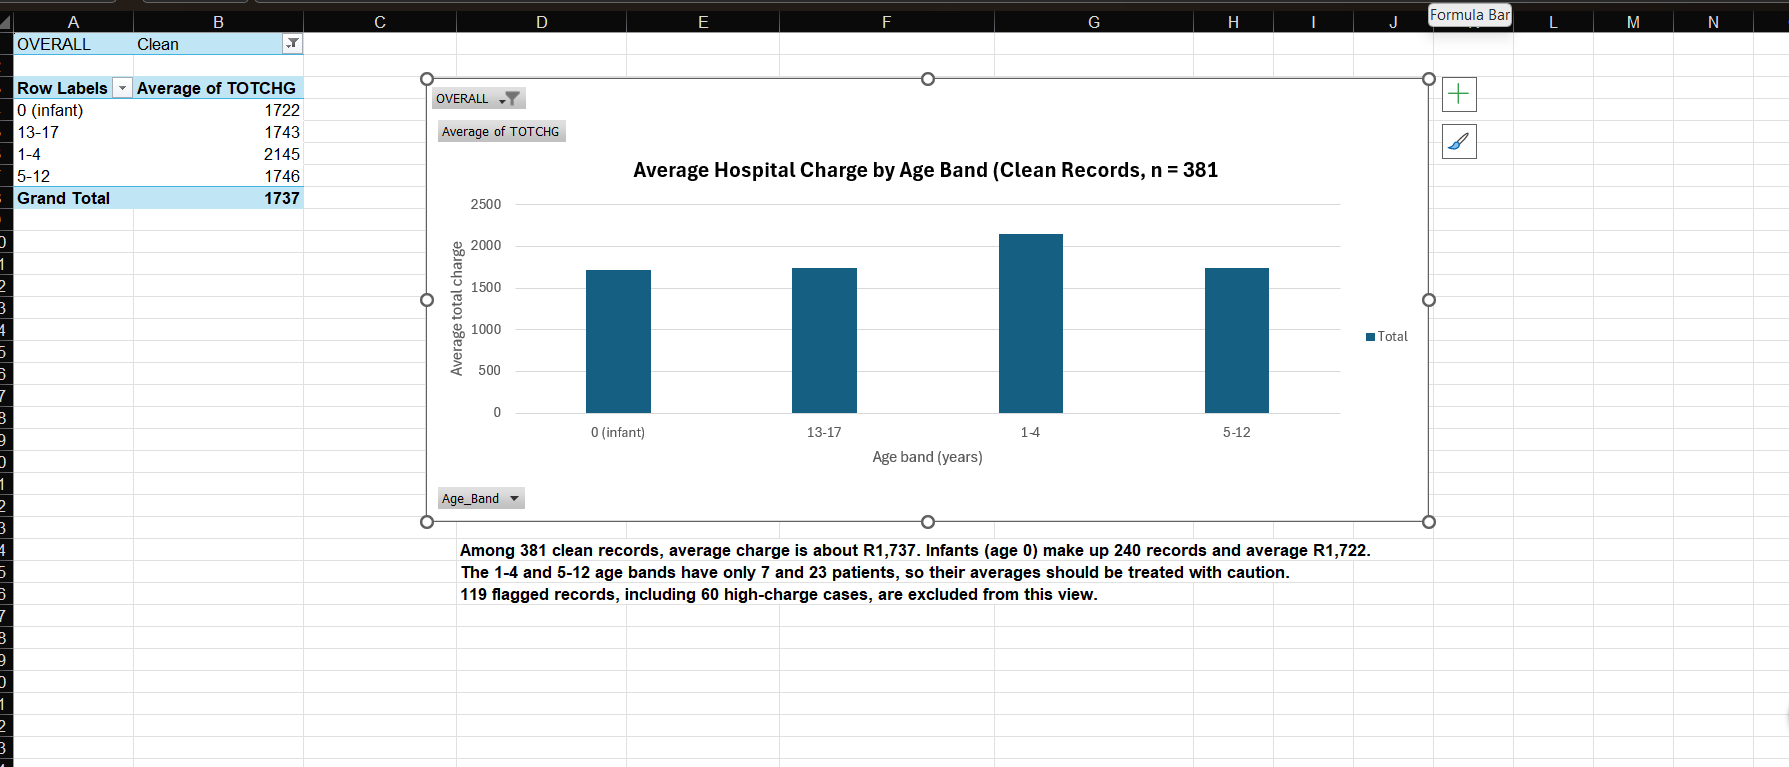 A B C D E F G H I J L M N
Formula Bar
OVERALL Clean
Row Labels Average of TOTCHG
0 (infant) 1722
13-17 1743
1-4 2145
5-12 1746
Grand Total 1737
OVERALL
Average of TOTCHG
Average Hospital Charge by Age Band (Clean Records, n = 381
2500
2000
1500
1000
500
0
Average total charge
0 (infant) 13-17 1-4 5-12
Age band (years)
Total
Age_Band
Among 381 clean records, average charge is about R1,737. Infants (age 0) make up 240 records and average R1,722.
The 1-4 and 5-12 age bands have only 7 and 23 patients, so their averages should be treated with caution.
119 flagged records, including 60 high-charge cases, are excluded from this view.